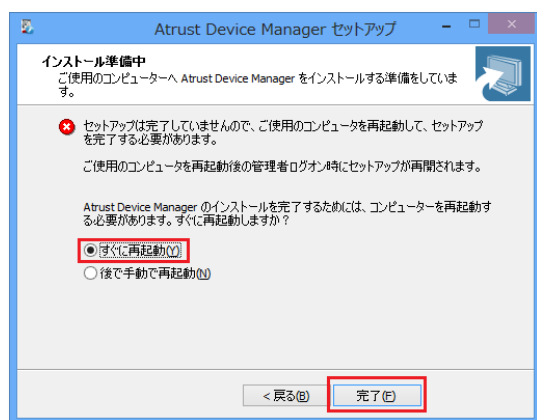 Atrust Device Manager セットアップ
インストール準備中
ご使用のコンピューターへ Atrust Device Manager をインストールする準備をしていま
す。
セットアップは完了していませんので、ご使用のコンピュータを再起動して、セットアップ
を完了する必要があります。
ご使用のコンピュータを再起動後の管理者ログオン時にセットアップが再開されます。
Atrust Device Manager のインストールを完了するためには、コンピューターを再起動す
る必要があります。すぐに再起動しますか？
すぐに再起動(Y)
後で手動で再起動(N)
< 戻る(B)
完了(F)